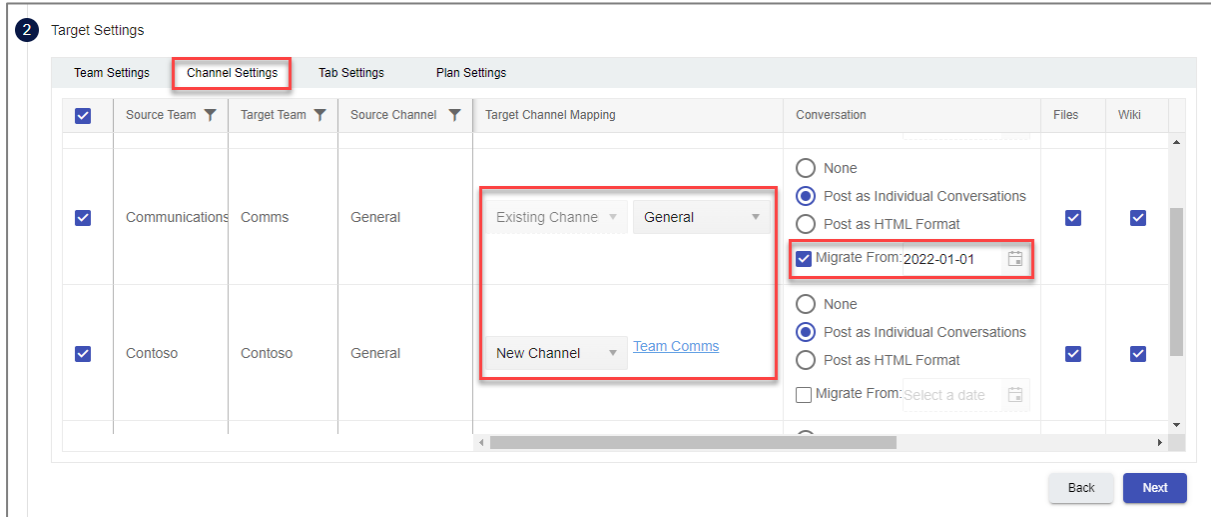 2 Target Settings
Team Settings Channel Settings Tab Settings Plan Settings
Source Team Target Team Source Channel Target Channel Mapping Conversation Files Wiki
None
Post as Individual Conversations
Communications Comms General Existing Channe General
Post as HTML Format
Migrate From: 2022-01-01
None
Post as Individual Conversations
Contoso Contoso General New Channel Team Comms
Post as HTML Format
Migrate From: Select a date
Back Next